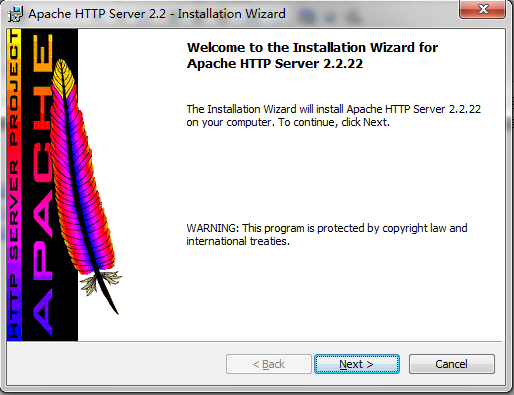 Apache HTTP Server 2.2 - Installation Wizard
HTTP SERVER PROJECT
APACHE
Welcome to the Installation Wizard for
Apache HTTP Server 2.2.22
The Installation Wizard will install Apache HTTP Server 2.2.22
on your computer. To continue, click Next.
WARNING: This program is protected by copyright law and
international treaties.
< Back
Next >
Cancel